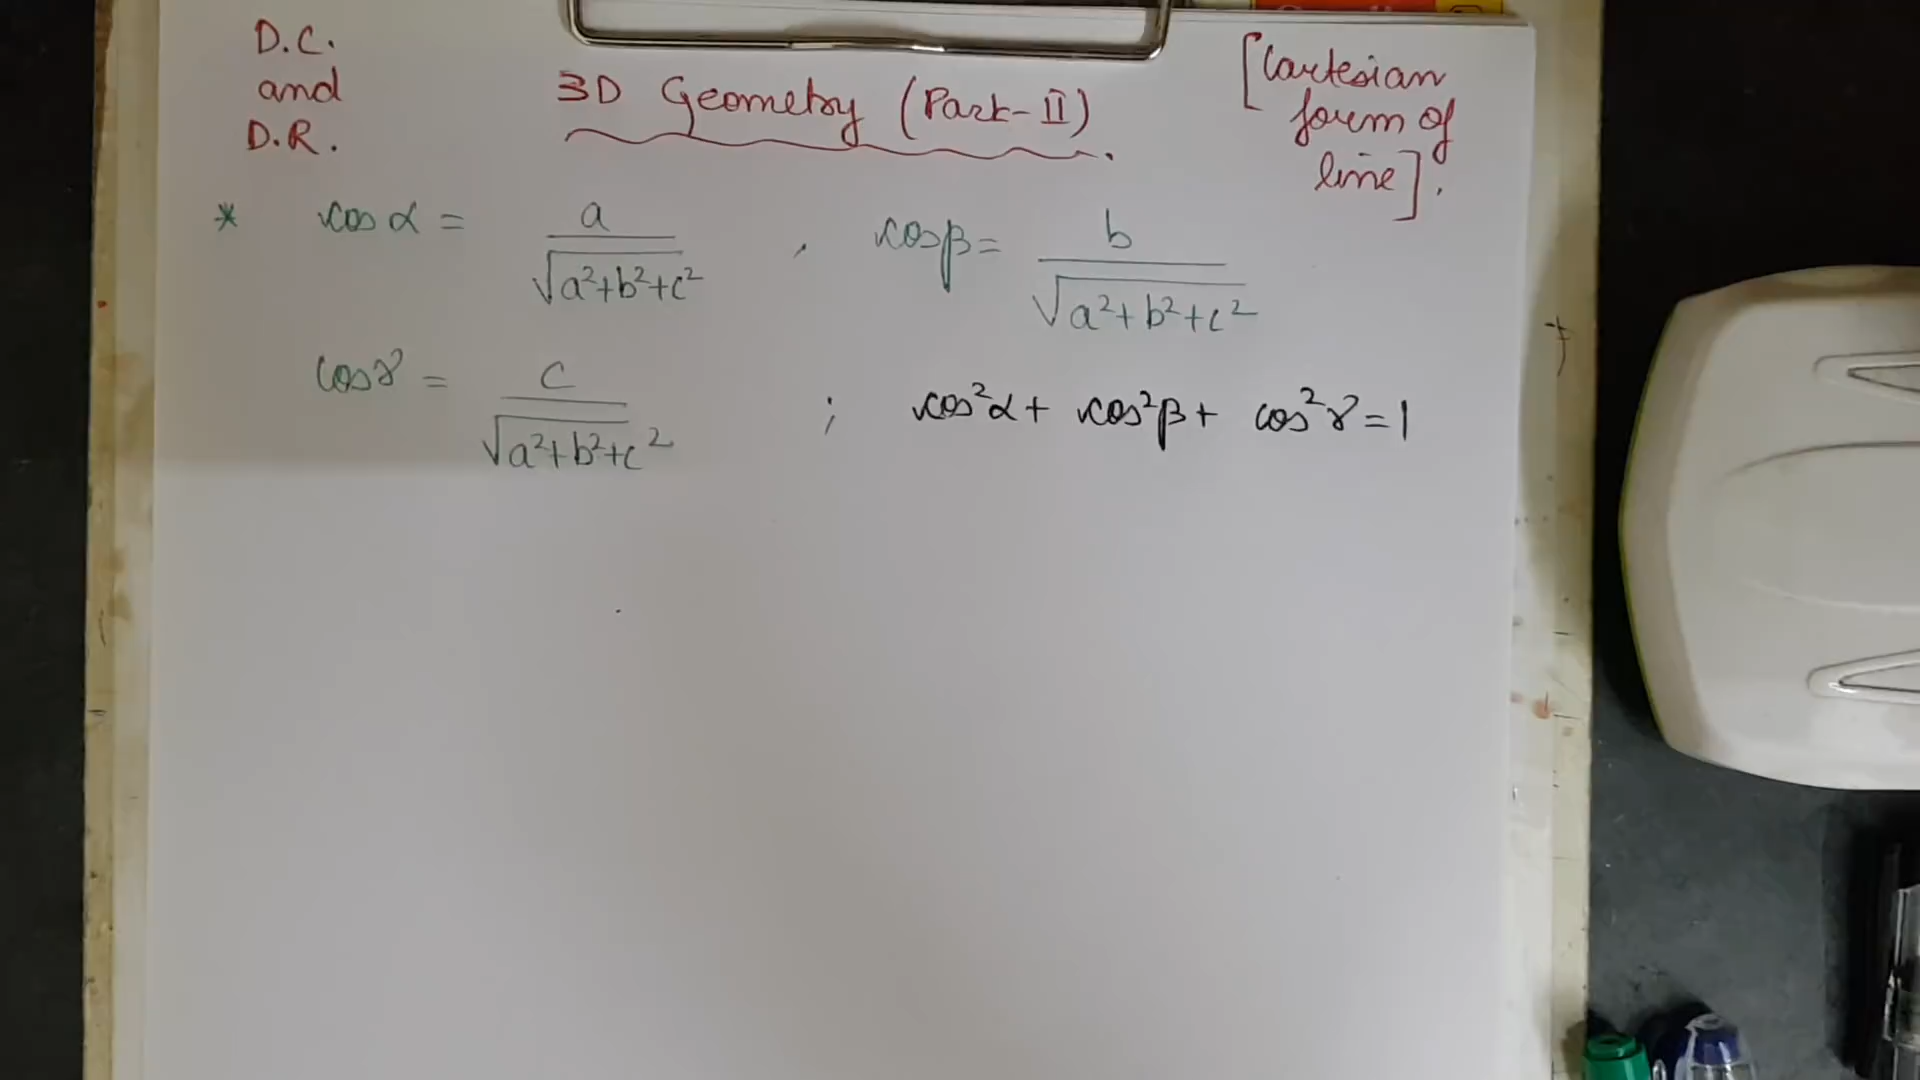 D.C.
and
D.R.
3D Geometry (Part-II)
[Cartesian
form of
line].
* cos α = a/√(a²+b²+c²) , cos β = b/√(a²+b²+c²)
cos γ = c/√(a²+b²+c²) ; cos²α + cos²β + cos²γ = 1